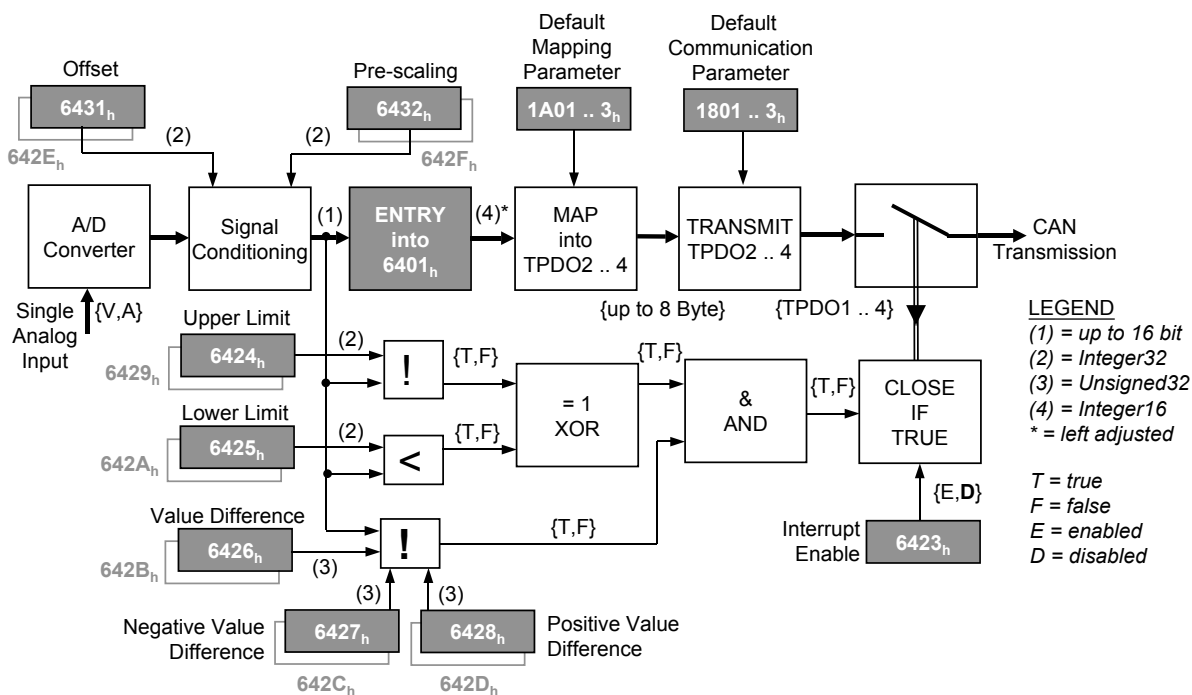 Offset
6431h
642Eh
(2)
Pre-scaling
6432h
642Fh
(2)
Default
Mapping
Parameter
1A01 .. 3h
Default
Communication
Parameter
1801 .. 3h
A/D
Converter
Signal
Conditioning
(1)
ENTRY
into
6401h
(4)*
MAP
into
TPDO2 .. 4
TRANSMIT
TPDO2 .. 4
CAN
Transmission
Single
Analog
Input
{V,A}
{up to 8 Byte}
{TPDO1 .. 4}
Upper Limit
6424h
6429h
(2)
!
{T,F}
Lower Limit
6425h
642Ah
(2)
<
{T,F}
= 1
XOR
{T,F}
&
AND
{T,F}
CLOSE
IF
TRUE
{E,D}
Interrupt
Enable
6423h
Value Difference
6426h
642Bh
(3)
!
{T,F}
(3)
(3)
Negative Value
Difference
6427h
642Ch
6428h
642Dh
Positive Value
Difference
LEGEND
(1) = up to 16 bit
(2) = Integer32
(3) = Unsigned32
(4) = Integer16
* = left adjusted
T = true
F = false
E = enabled
D = disabled